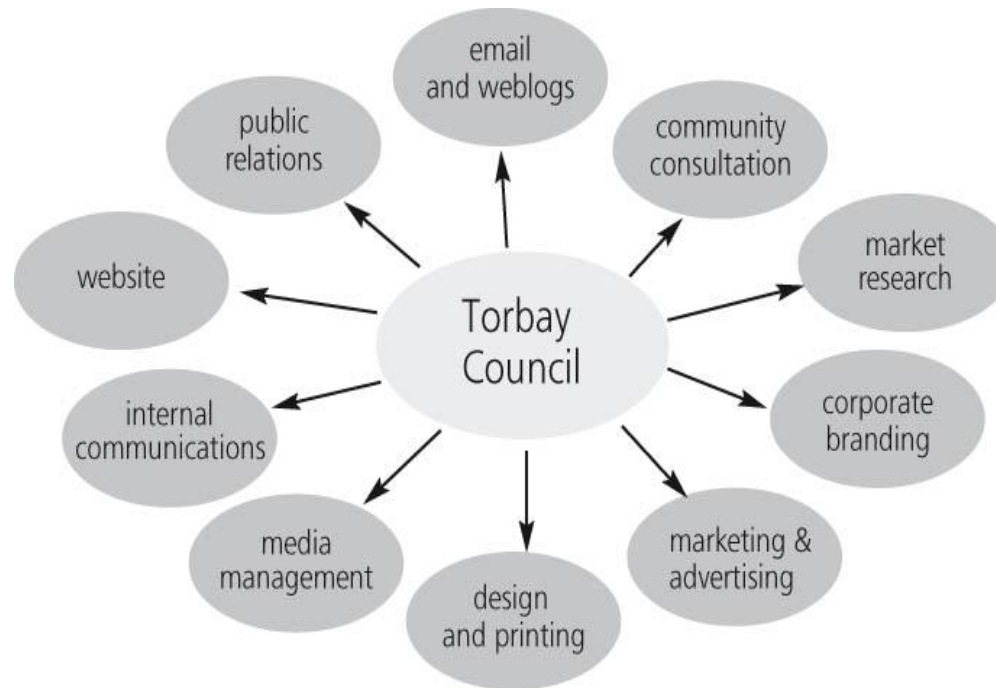 email
and weblogs
public
relations
community
consultation
website
market
research
Torbay
Council
internal
communications
corporate
branding
media
management
marketing &
advertising
design
and printing